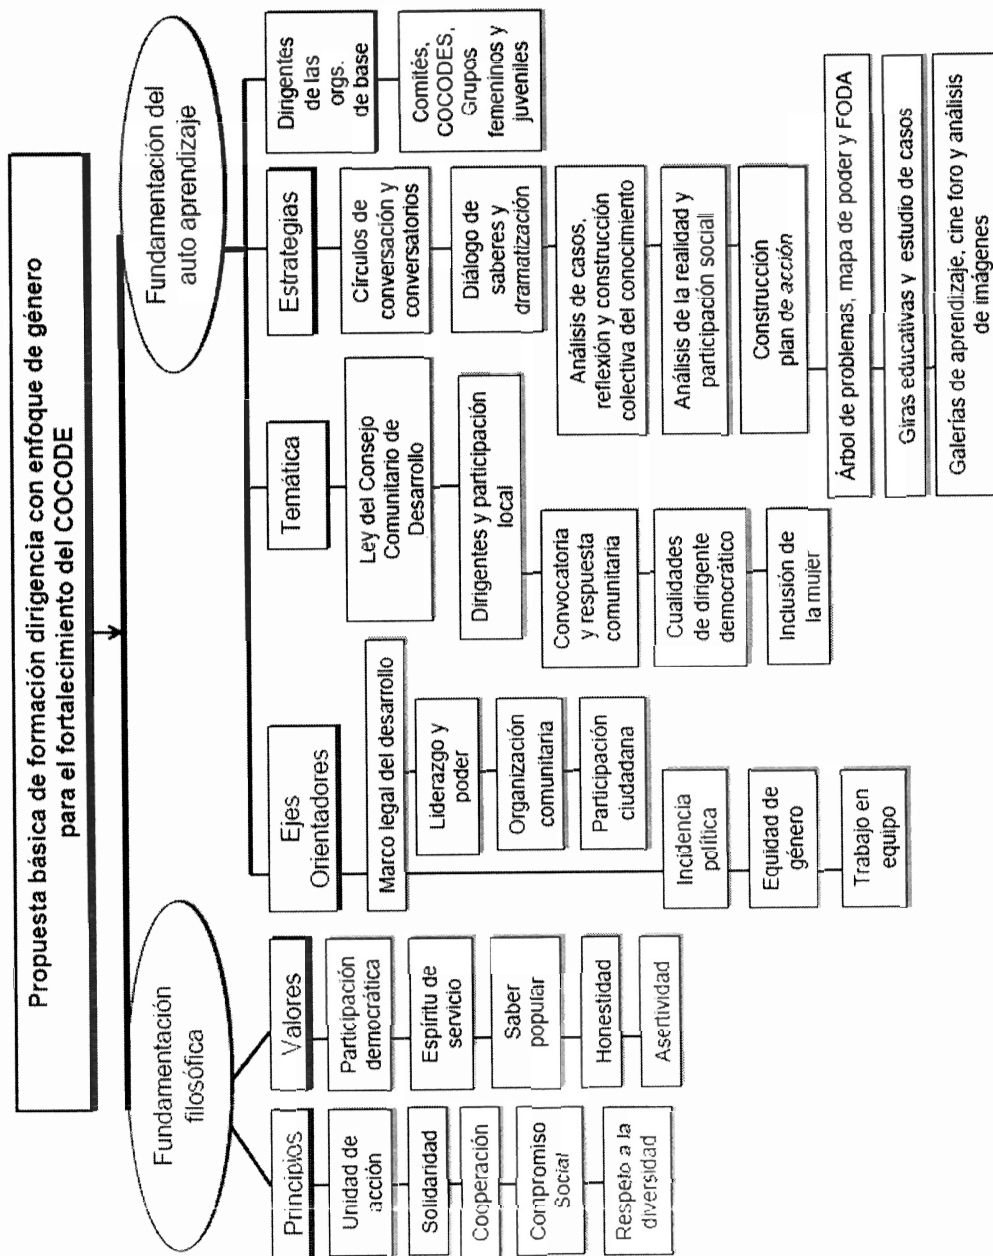 Propuesta básica de formación dirigencia con enfoque de género
para el fortalecimiento del COCODE
Fundamentación
filosófica
Principios
Unidad de
acción
Solidaridad
Cooperación
Compromiso
Social
Respeto a la
diversidad
Valores
Participación
democrática
Espíritu de
servicio
Saber
popular
Honestidad
Asertividad
Fundamentación del
auto aprendizaje
Ejes
Orientadores
Marco legal del desarrollo
Liderazgo y
poder
Organización
comunitaria
Participación
ciudadana
Incidencia
política
Equidad de
género
Trabajo en
equipo
Temática
Ley del Consejo
Comunitario de
Desarrollo
Dirigentes y participación
local
Convocatoria
y respuesta
comunitaria
Cualidades
de dirigente
democrático
Inclusión de
la mujer
Estrategias
Círculos de
conversación y
conversatorios
Diálogo de
saberes y
dramatización
Análisis de casos,
reflexión y construcción
colectiva del conocimiento
Análisis de la realidad y
participación social
Construcción
plan de acción
Árbol de problemas, mapa de poder y FODA
Giras educativas y estudio de casos
Galerías de aprendizaje, cine foro y análisis
de imágenes
Dirigentes
de las
orgs.
de base
Comités,
COCODES,
Grupos
femeninos y
juveniles